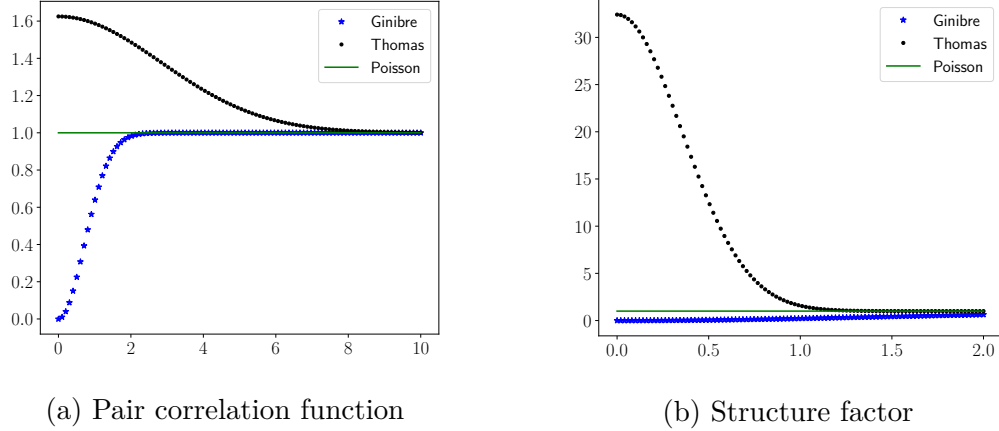 1.6
1.4
1.2
1.0
0.8
0.6
0.4
0.2
0.0
0 2 4 6 8 10
Ginibre
Thomas
Poisson
(a) Pair correlation function
30
25
20
15
10
5
0
0.0 0.5 1.0 1.5 2.0
Ginibre
Thomas
Poisson
(b) Structure factor